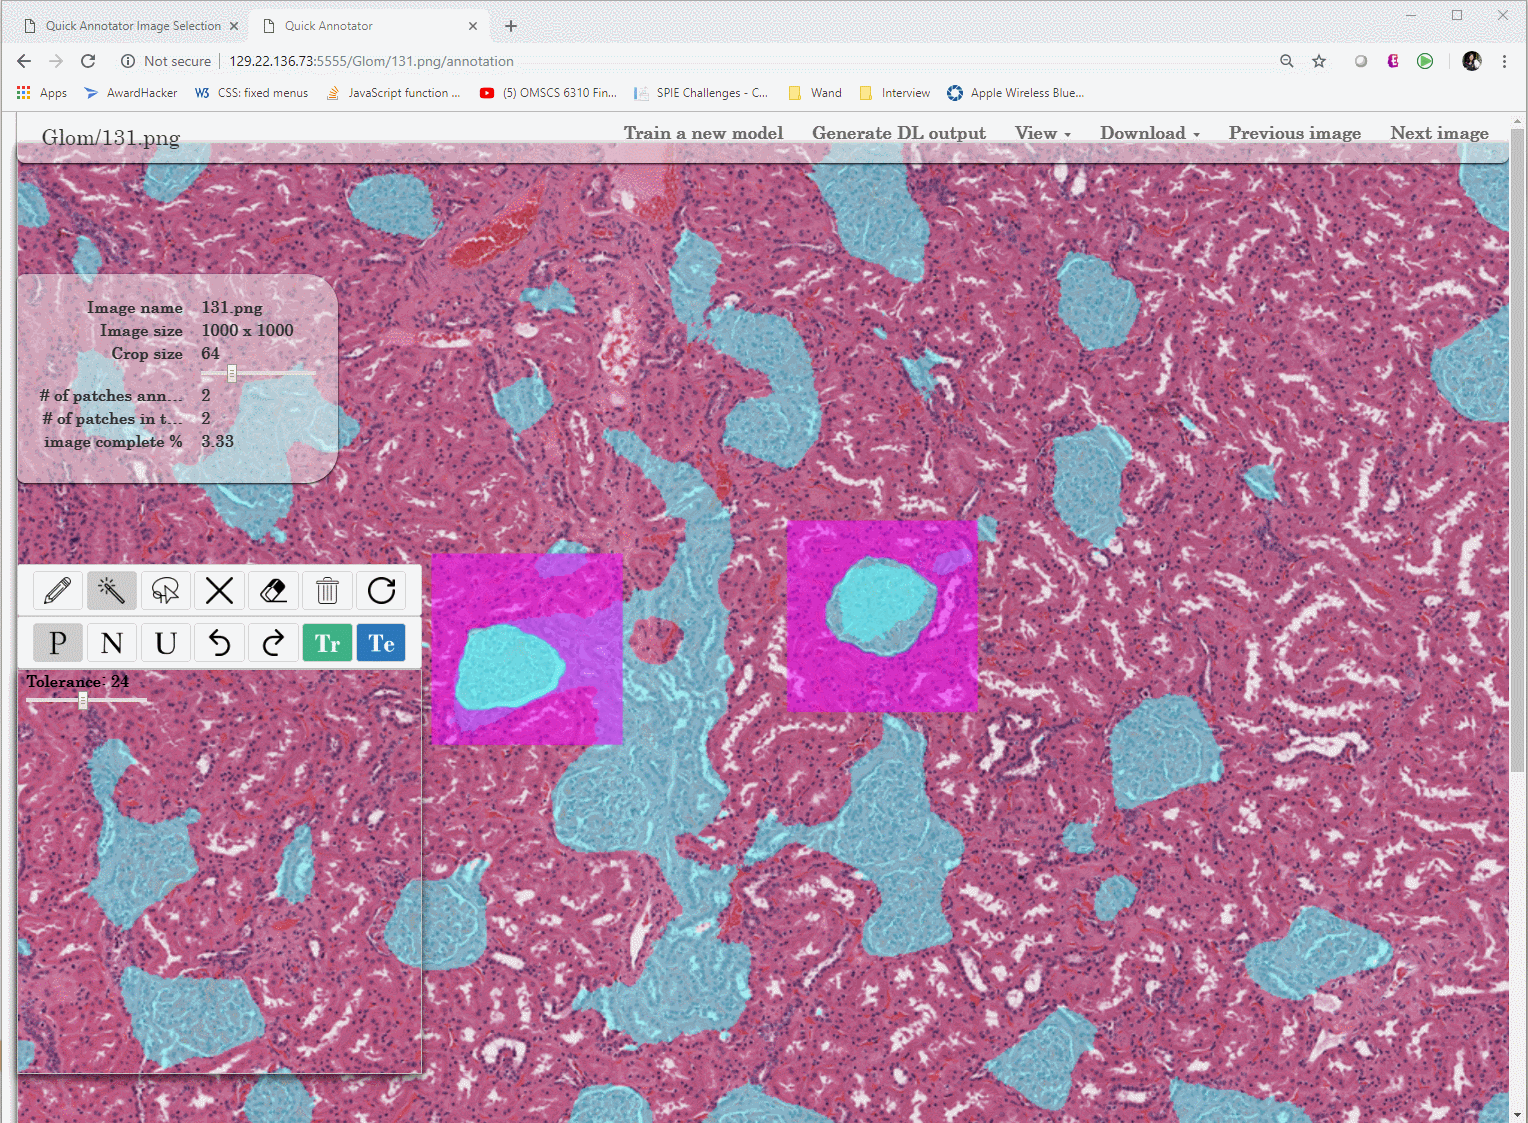 Quick Annotator Image Selection
Quick Annotator
Not secure
129.22.136.73:5555/Glom/131.png/annotation
Apps
AwardHacker
W3 CSS: fixed menus
JavaScript function ...
(5) OMSCS 6310 Fin...
SPIE Challenges - C...
Wand
Interview
Apple Wireless Blue...
Glom/131.png
Train a new model
Generate DL output
View
Download
Previous image
Next image
Image name 131.png
Image size 1000 x 1000
Crop size 64
# of patches ann... 2
# of patches in t... 2
image complete % 3.33
P N U Tr Te
Tolerance: 24